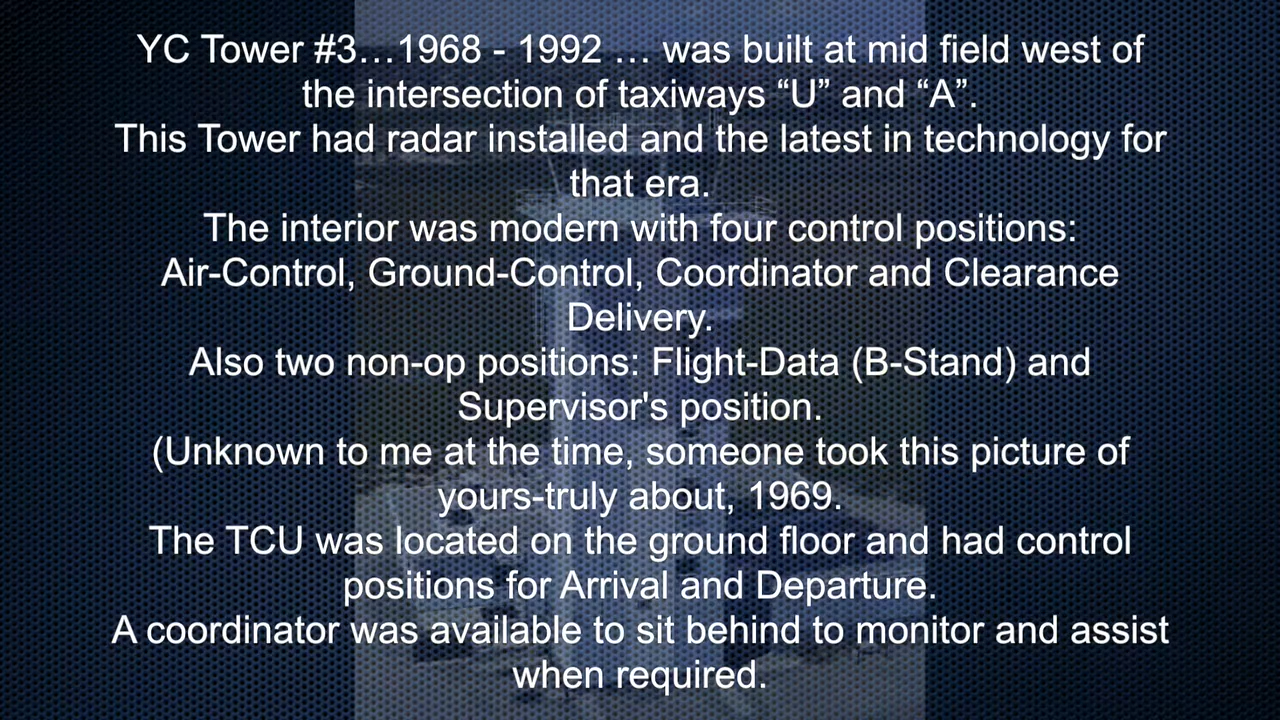 YC Tower #3…1968 - 1992 … was built at mid field west of
the intersection of taxiways “U” and “A”.
This Tower had radar installed and the latest in technology for
that era.
The interior was modern with four control positions:
Air-Control, Ground-Control, Coordinator and Clearance
Delivery.
Also two non-op positions: Flight-Data (B-Stand) and
Supervisor's position.
(Unknown to me at the time, someone took this picture of
yours-truly about, 1969.
The TCU was located on the ground floor and had control
positions for Arrival and Departure.
A coordinator was available to sit behind to monitor and assist
when required.